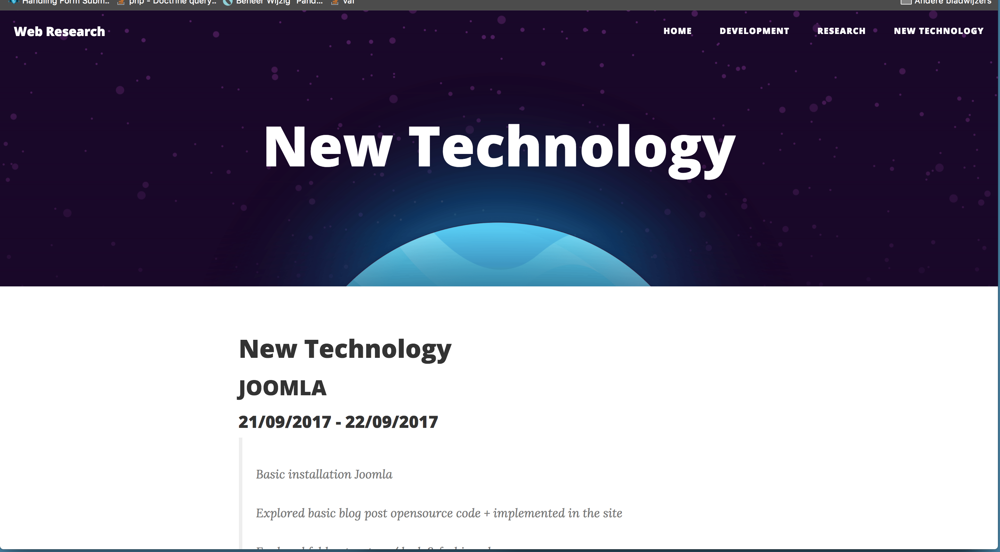 Handling Form Subm... php - Doctrine query... Beheer Wijzig "Pand... val Andere bladwijzers
Web Research HOME DEVELOPMENT RESEARCH NEW TECHNOLOGY
New Technology
New Technology
JOOMLA
21/09/2017 - 22/09/2017
Basic installation Joomla
Explored basic blog post opensource code + implemented in the site